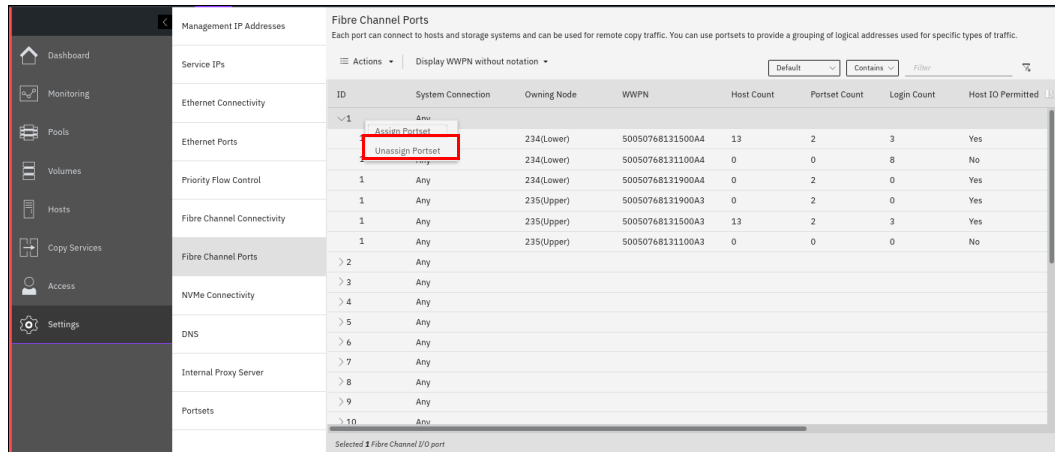 Dashboard
Monitoring
Pools
Volumes
Hosts
Copy Services
Access
Settings
Management IP Addresses
Service IPs
Ethernet Connectivity
Ethernet Ports
Priority Flow Control
Fibre Channel Connectivity
Fibre Channel Ports
NVMe Connectivity
DNS
Internal Proxy Server
Portsets
Fibre Channel Ports
Each port can connect to hosts and storage systems and can be used for remote copy traffic. You can use portsets to provide a grouping of logical addresses used for specific types of traffic.
Actions Display WWPN without notation Default Contains Filter
ID System Connection Owning Node WWPN Host Count Portset Count Login Count Host IO Permitted
1 Any
Assign Portset
1 234(Lower) 50050768131500A4 13 2 3 Yes
Unassign Portset
1 Any 234(Lower) 50050768131100A4 0 0 8 No
1 Any 234(Lower) 50050768131900A4 0 2 0 Yes
1 Any 235(Upper) 50050768131900A3 0 2 0 Yes
1 Any 235(Upper) 50050768131500A3 13 2 3 Yes
1 Any 235(Upper) 50050768131100A3 0 0 0 No
2 Any
3 Any
4 Any
5 Any
6 Any
7 Any
8 Any
9 Any
10 Any
Selected 1 Fibre Channel I/O port